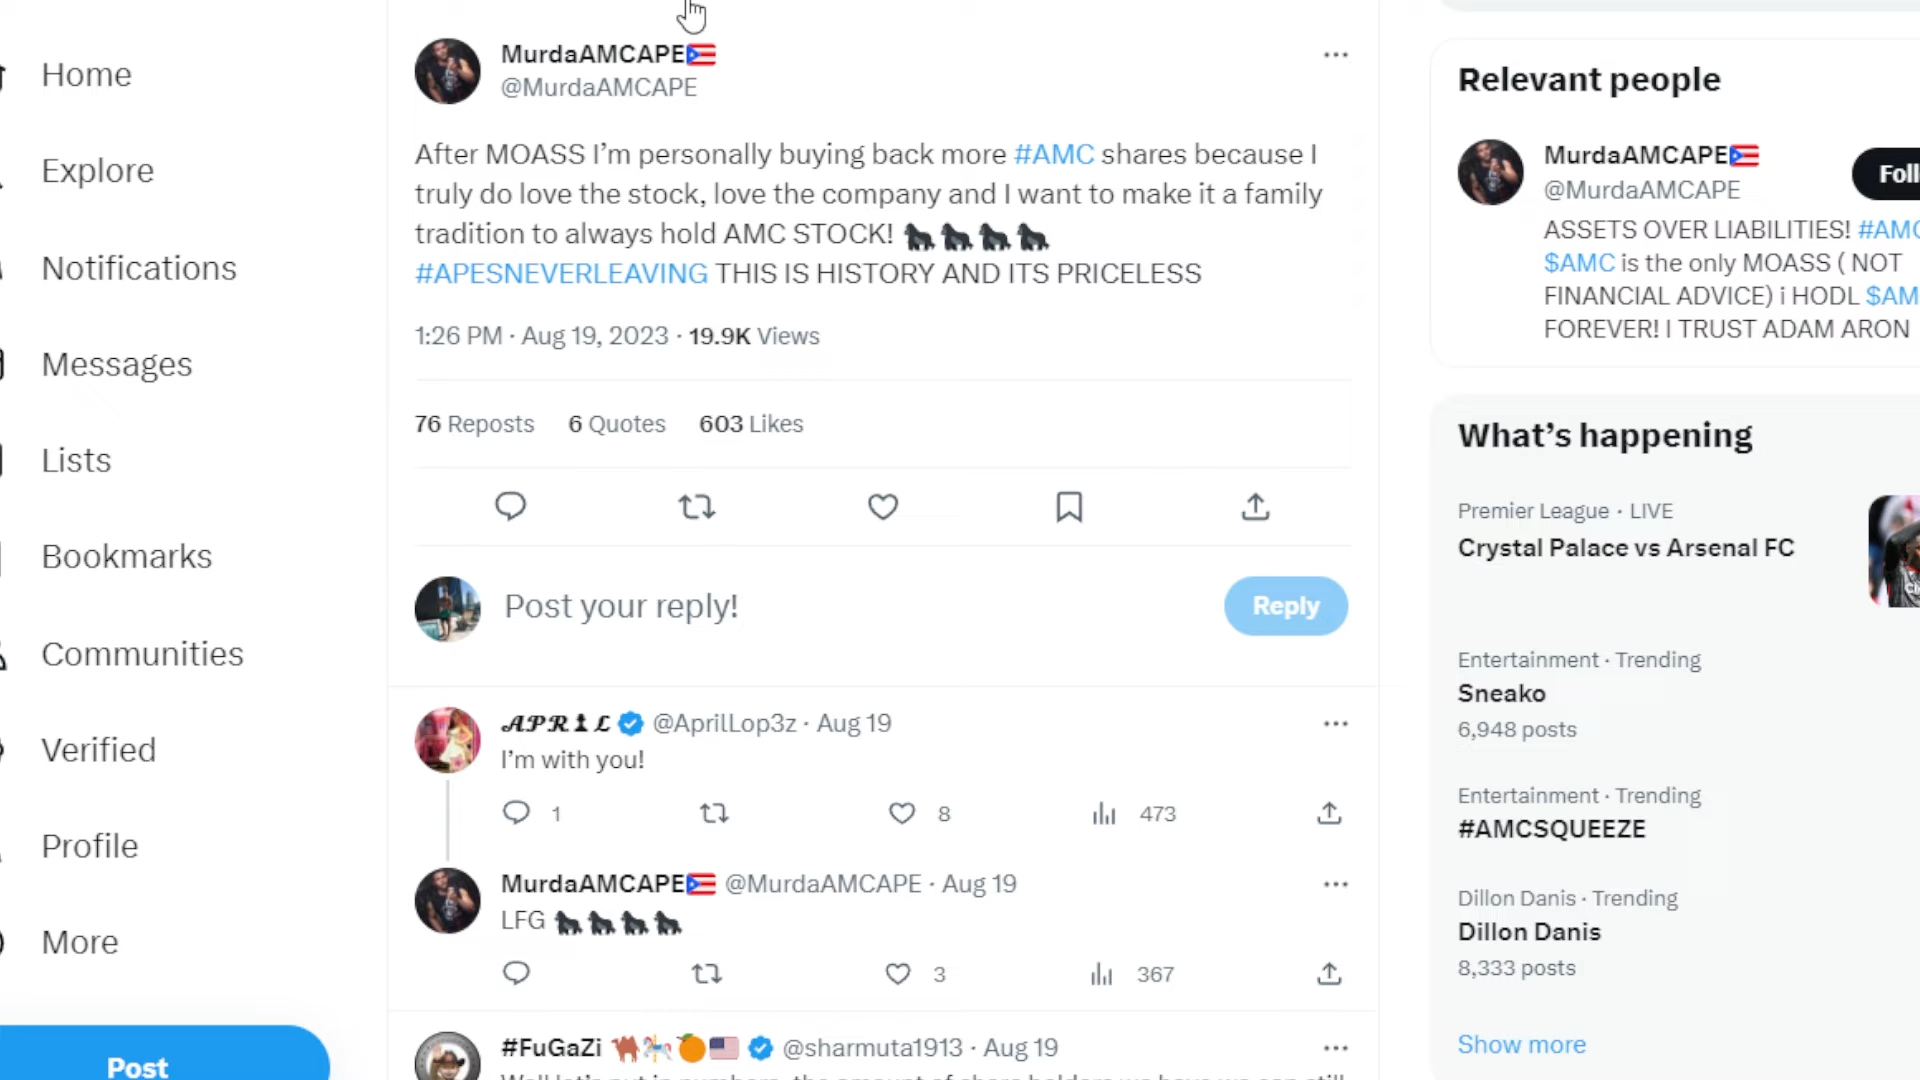 Home
Explore
Notifications
Messages
Lists
Bookmarks
Communities
Verified
Profile
More
Post
MurdaAMCAPE🇵🇷
@MurdaAMCAPE
After MOASS I’m personally buying back more #AMC shares because I
truly do love the stock, love the company and I want to make it a family
tradition to always hold AMC STOCK! 🦍🦍🦍🦍
#APESNEVERLEAVING THIS IS HISTORY AND ITS PRICELESS
1:26 PM · Aug 19, 2023 · 19.9K Views
76 Reposts 6 Quotes 603 Likes
Post your reply!
Reply
𝓐𝓟𝓡♟𝓛 @AprilLop3z · Aug 19
I’m with you!
1 8 473
MurdaAMCAPE🇵🇷 @MurdaAMCAPE · Aug 19
LFG 🦍🦍🦍🦍
3 367
#FuGaZi 🐫🎠🍊🇺🇸 @sharmuta1913 · Aug 19
Relevant people
MurdaAMCAPE🇵🇷
@MurdaAMCAPE
Foll
ASSETS OVER LIABILITIES! #AMC
$AMC is the only MOASS ( NOT
FINANCIAL ADVICE) i HODL $AM
FOREVER! I TRUST ADAM ARON
What’s happening
Premier League · LIVE
Crystal Palace vs Arsenal FC
Entertainment · Trending
Sneako
6,948 posts
Entertainment · Trending
#AMCSQUEEZE
Dillon Danis · Trending
Dillon Danis
8,333 posts
Show more